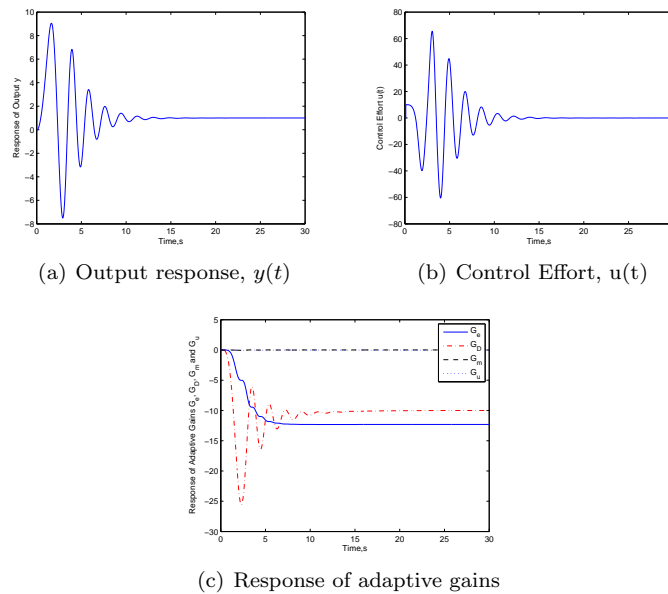 10
8
6
4
2
0
−2
−4
−6
−8
0 5 10 15 20 25 30
Response of Output y
Time,s
(a) Output response, y(t)
80
60
40
20
0
−20
−40
−60
−80
0 5 10 15 20 25 30
Control Effort u(t)
Time,s
(b) Control Effort, u(t)
5
0
−5
−10
−15
−20
−25
−30
0 5 10 15 20 25 30
Response of Adaptive Gains G_e, G_D, G_m and G_u
Time,s
G_e
G_D
G_m
G_u
(c) Response of adaptive gains